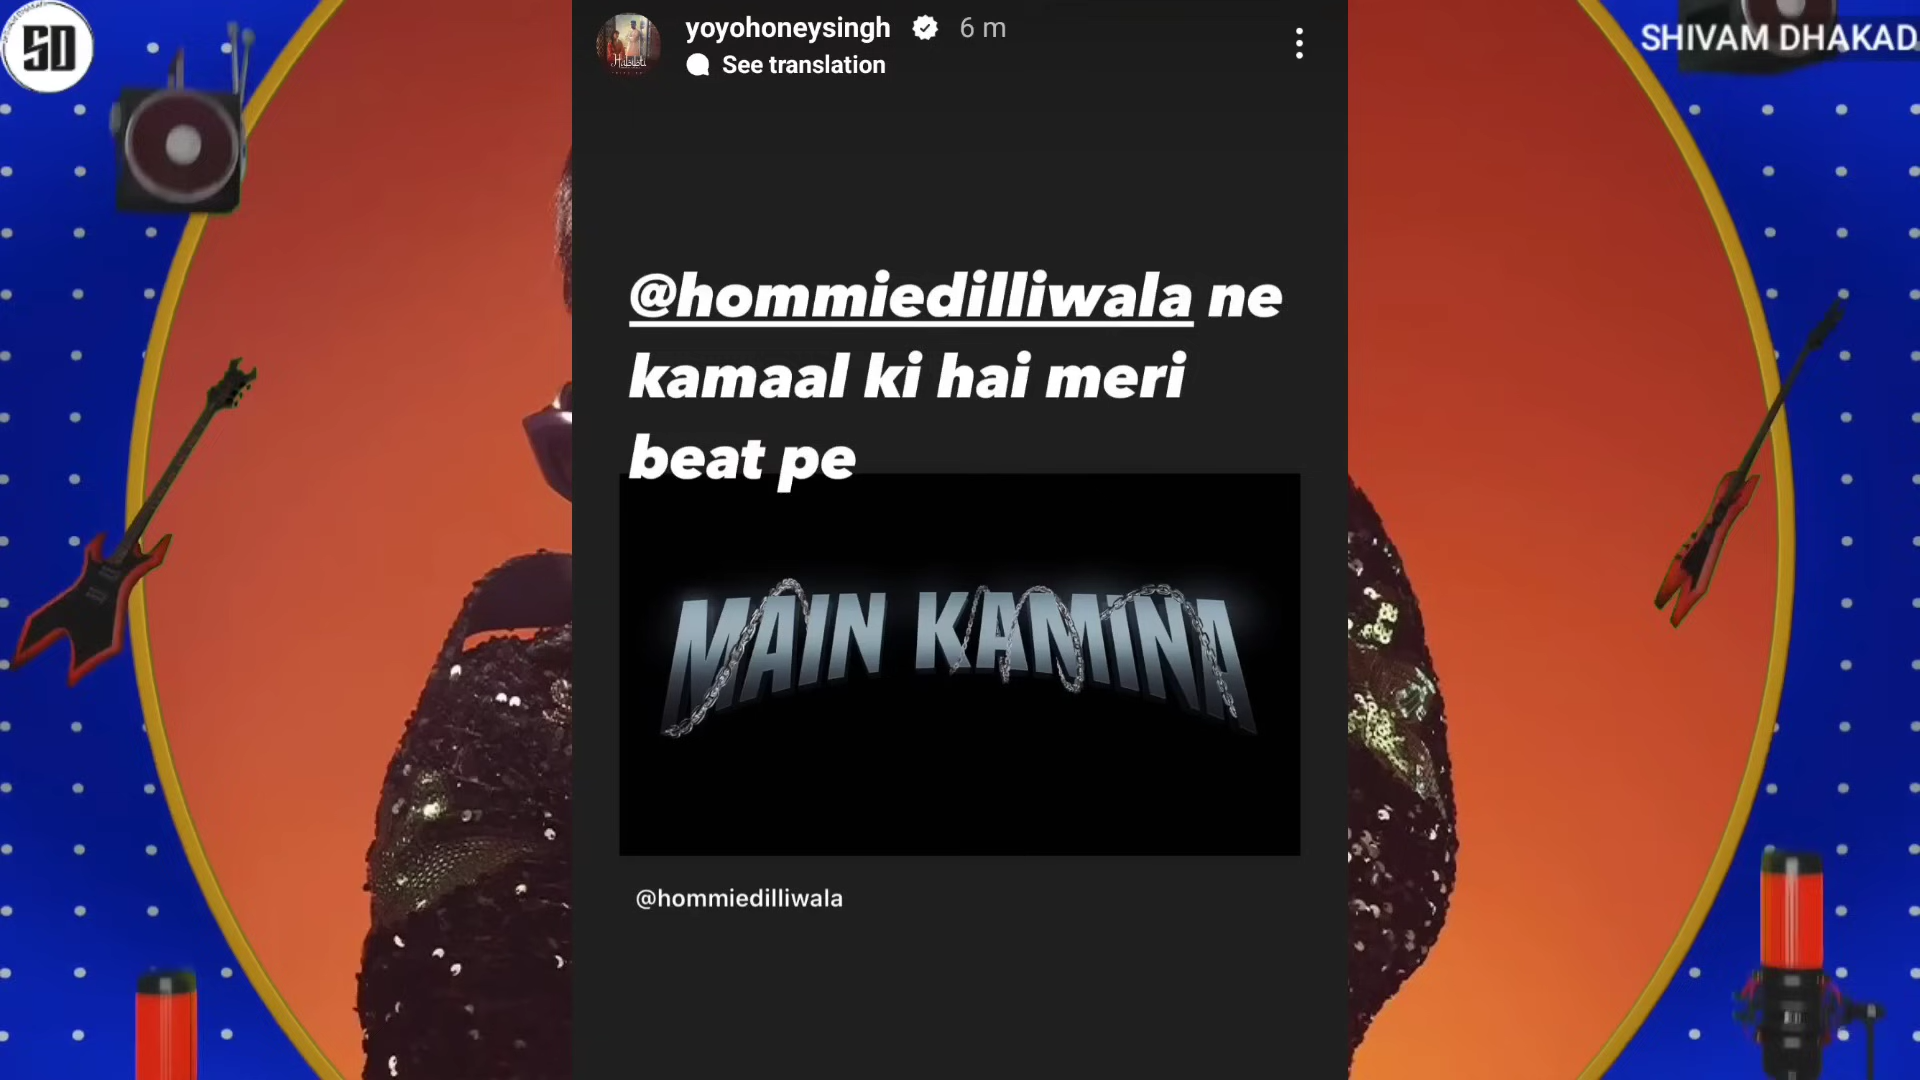 SD
SHIVAM DHAKAD
yoyohoneysingh 6 m
See translation
@hommiedilliwala ne
kamaal ki hai meri
beat pe
MAIN KAMINA
@hommiedilliwala